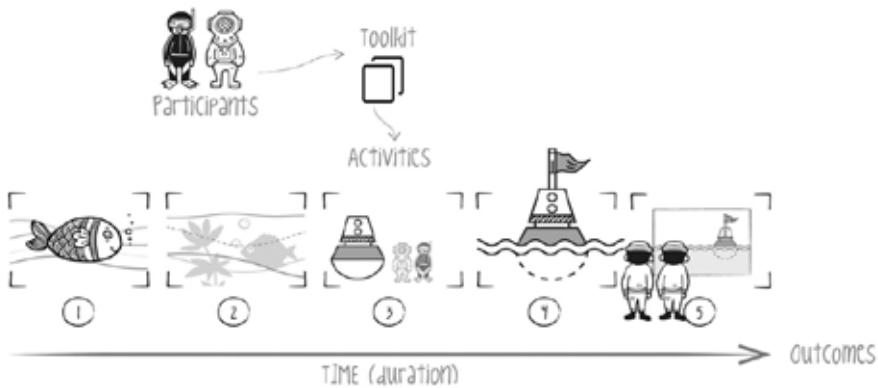 Toolkit
Participants
Activities
1
2
3
4
5
Outcomes
TIME (duration)